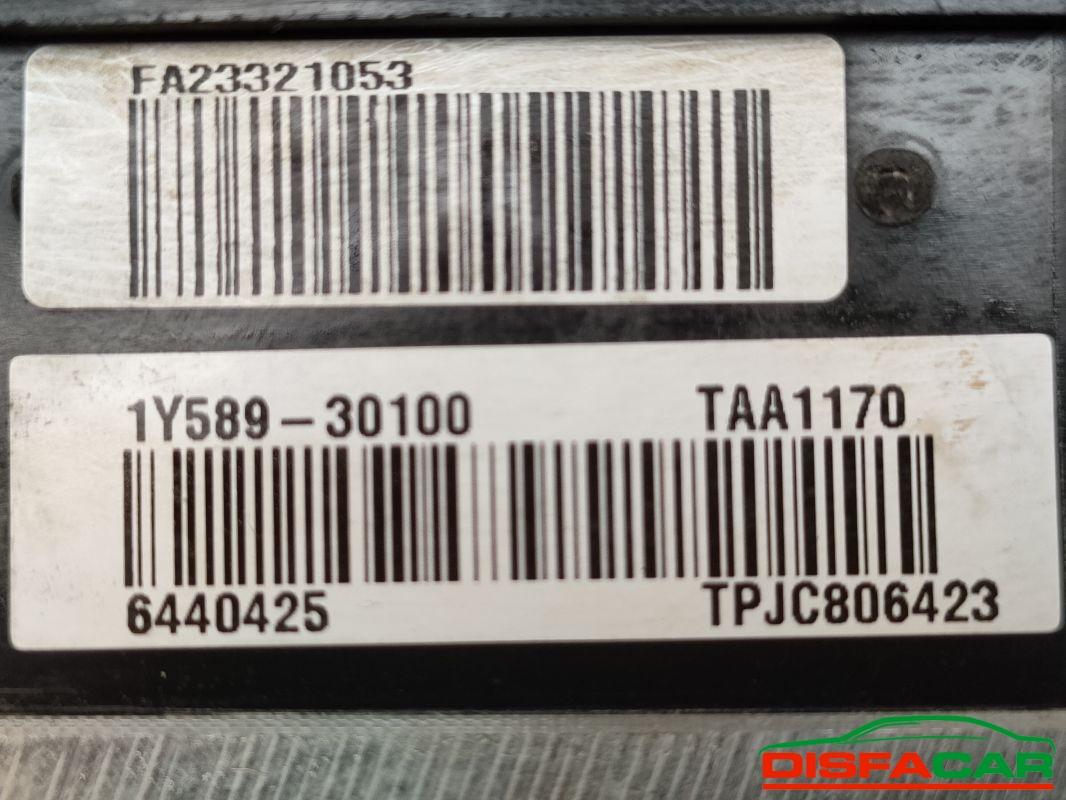 FA23321053
1Y589-30100 TAA1170
6440425 TPJC806423
DISFACAR